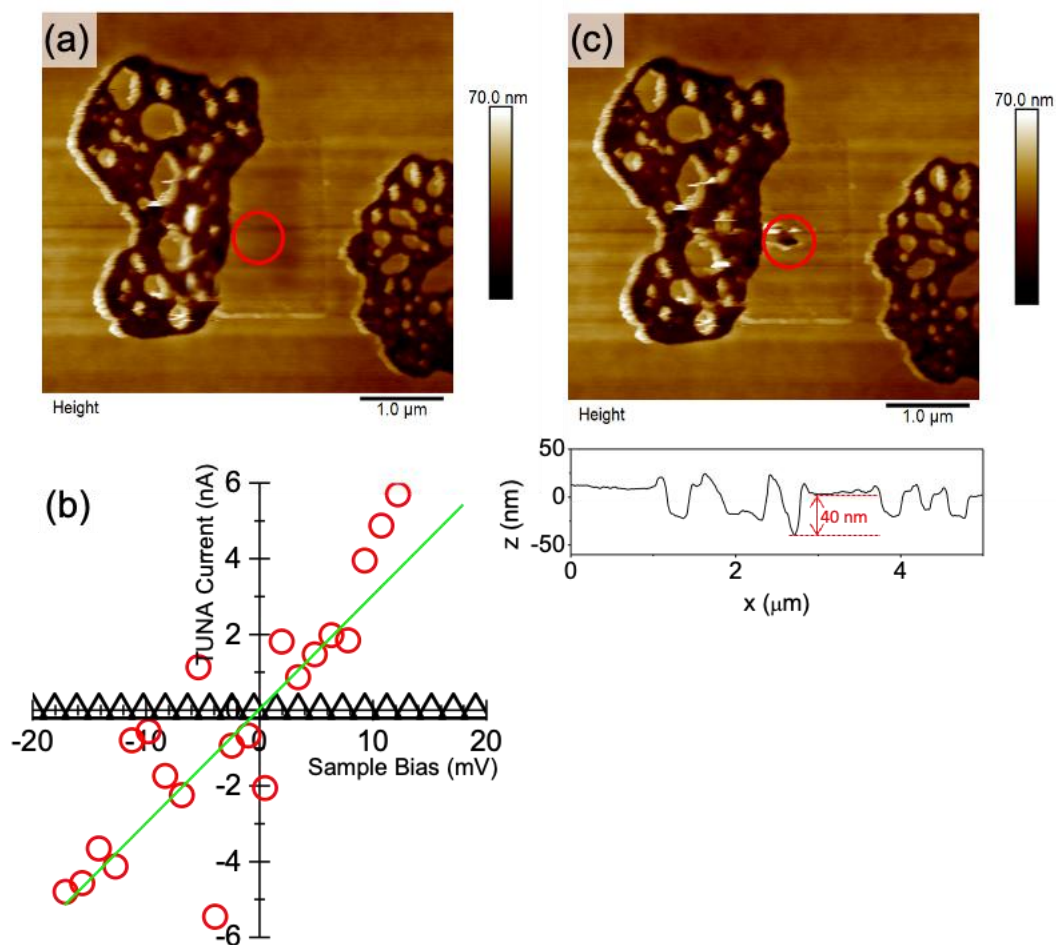 (a)
70.0 nm
Height
1.0 µm
(c)
70.0 nm
Height
1.0 µm
(b)
TUNA Current (nA)
6
4
2
-20
-10
0
10
20
Sample Bias (mV)
-2
-4
-6
50
0
-50
z (nm)
40 nm
0
2
4
x (µm)